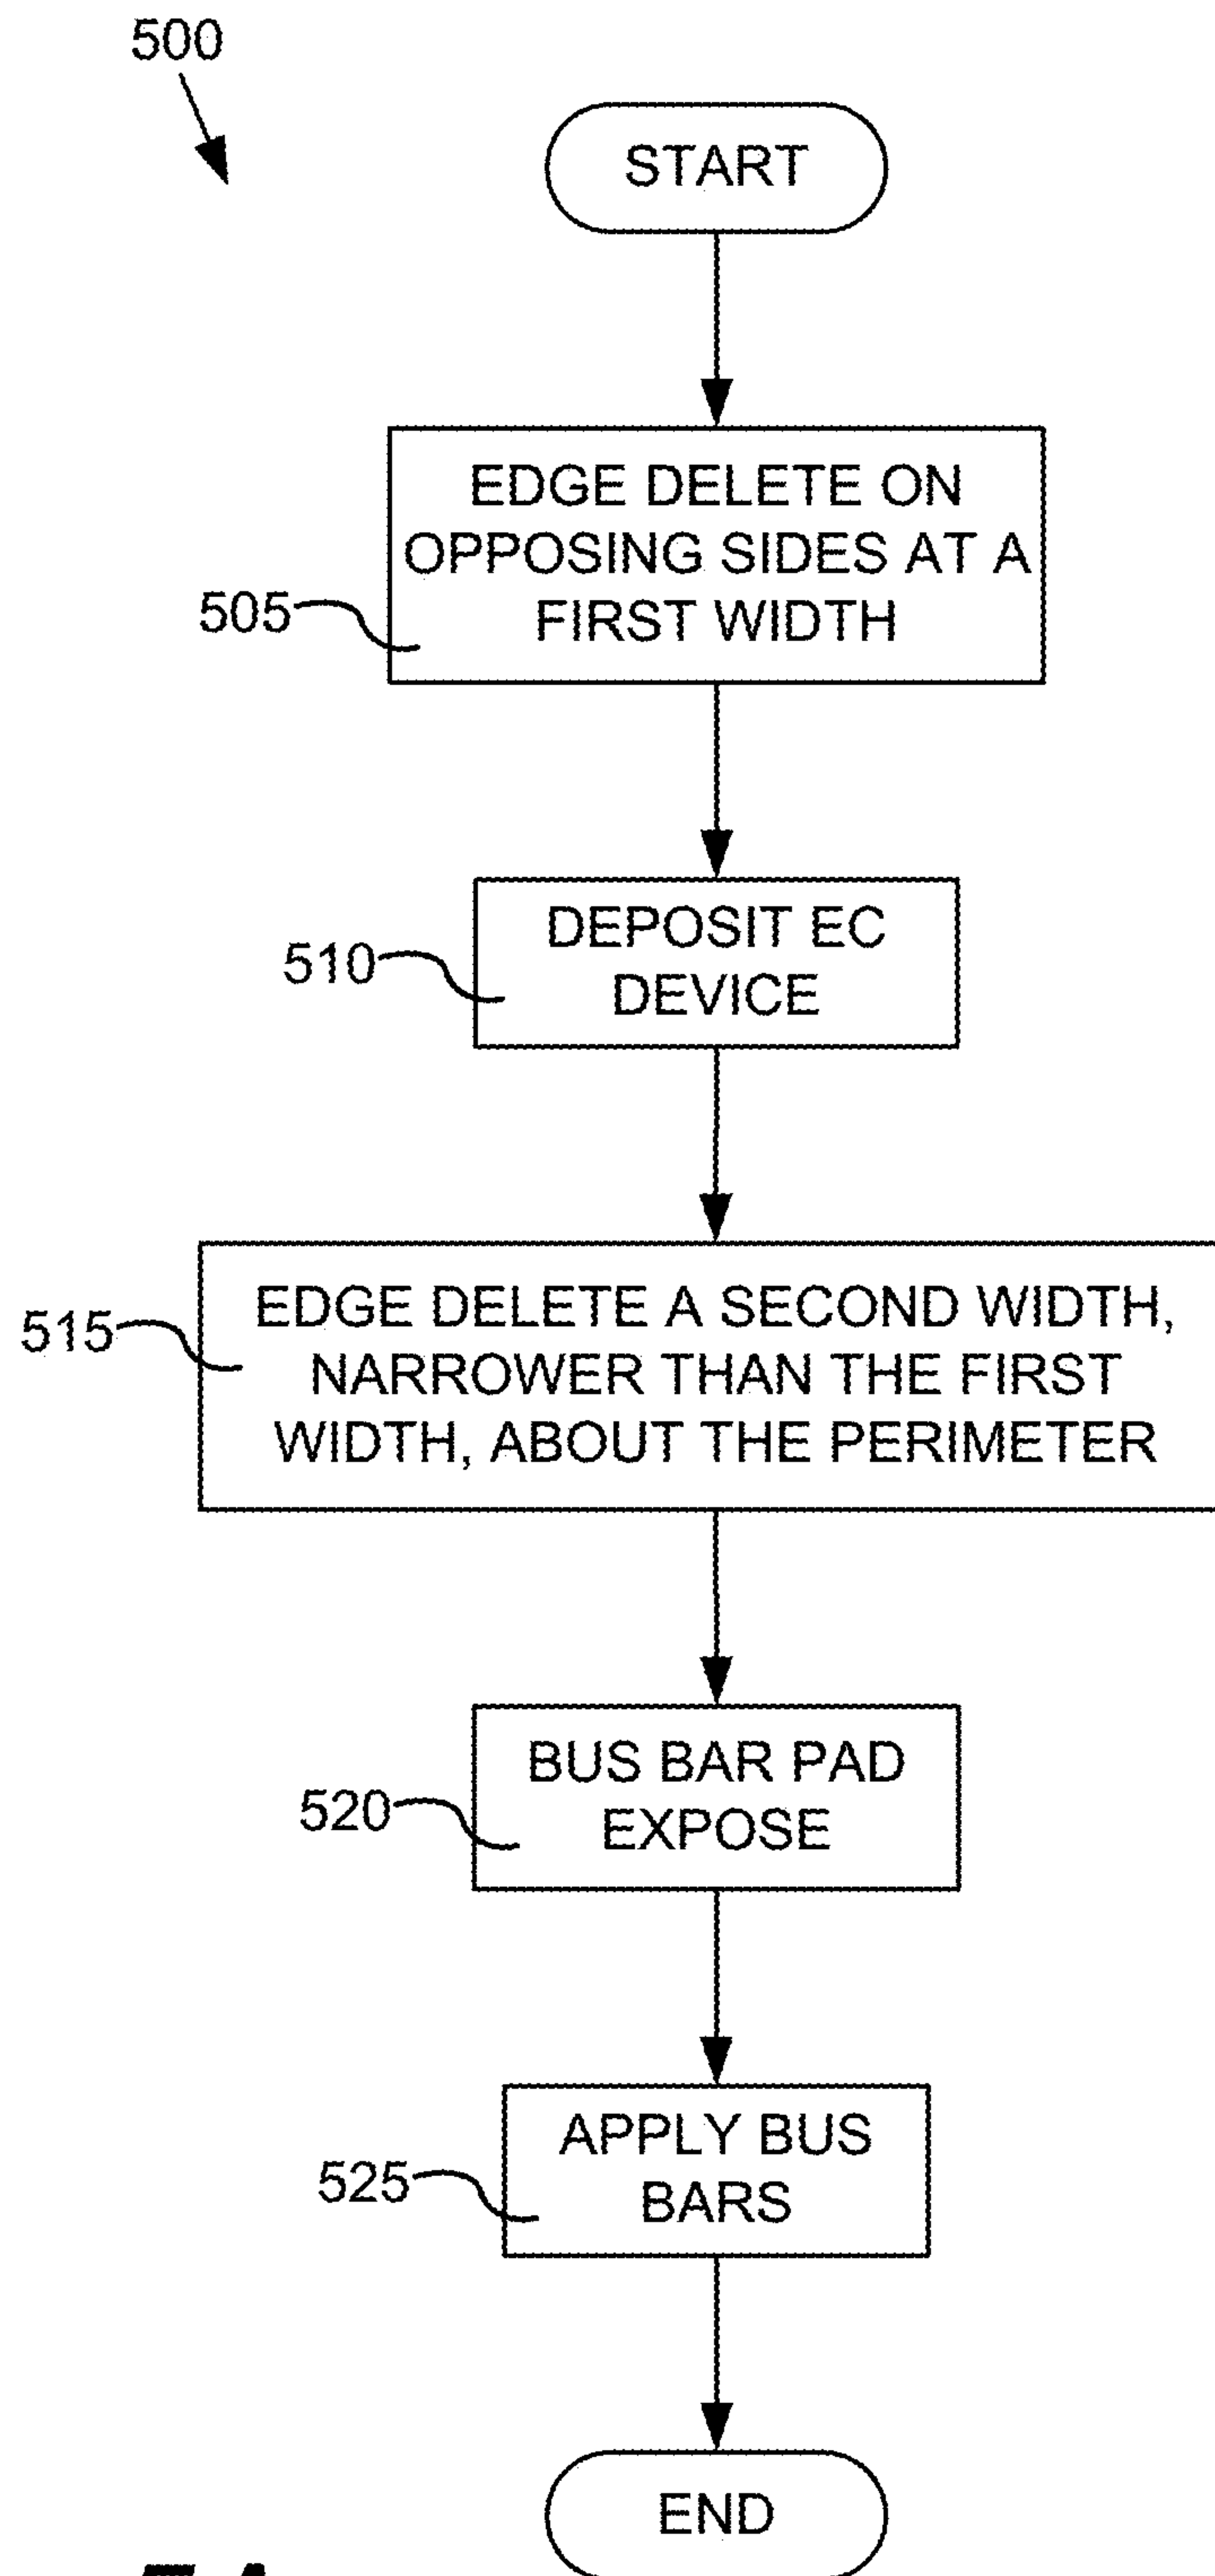 500
START
EDGE DELETE ON
OPPOSING SIDES AT A
FIRST WIDTH
505
DEPOSIT EC
DEVICE
510
EDGE DELETE A SECOND WIDTH,
NARROWER THAN THE FIRST
WIDTH, ABOUT THE PERIMETER
515
BUS BAR PAD
EXPOSE
520
APPLY BUS
BARS
525
END